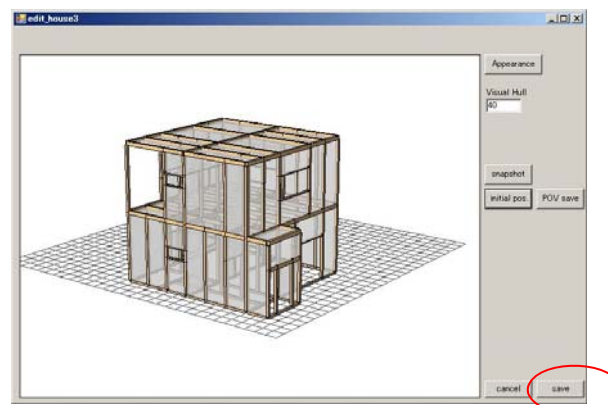 edit_house3
Appearance
Visual Hull
40
snapshot
initial pos.
POV save
cancel
save